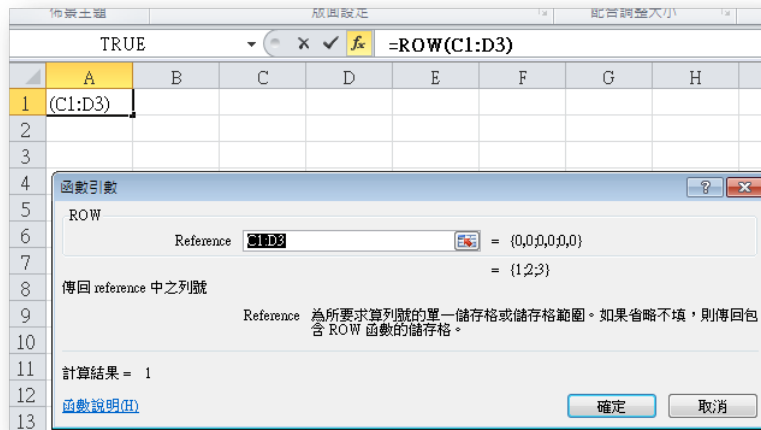 佈景主題 版面設定 配合調整大小
TRUE fx =ROW(C1:D3)
A B C D E F G H
1 (C1:D3)
2
3
4
5
6
7
8
9
10
11
12
13
函數引數
ROW
Reference C1:D3 = {0,0;0,0;0,0}
= {1;2;3}
傳回 reference 中之列號
Reference 為所要求算列號的單一儲存格或儲存格範圍。如果省略不填，則傳回包
含 ROW 函數的儲存格。
計算結果 = 1
函數說明(H)
確定 取消